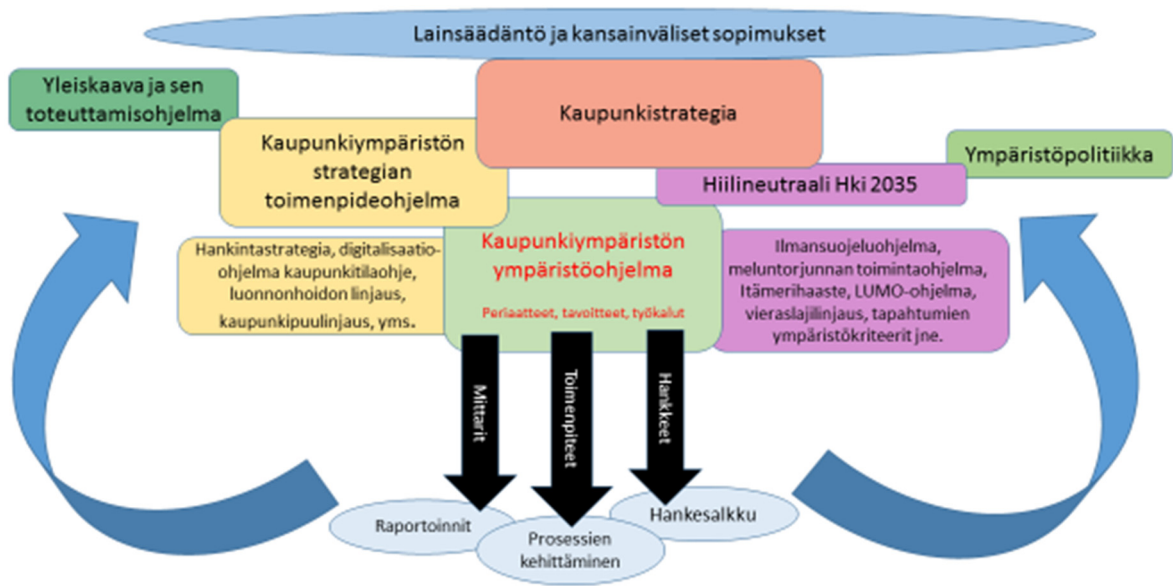 Lainsäädäntö ja kansainväliset sopimukset
Yleiskaava ja sen
toteuttamisohjelma
Kaupunkistrategia
Kaupunkiympäristön
strategian
toimenpideohjelma
Ympäristöpolitiikka
Hiilineutraali Hki 2035
Hankintastrategia, digitalisaatio-
ohjelma kaupunkitilaohje,
luonnonhoidon linjaus,
kaupunkipuulinjaus, yms.
Kaupunkiympäristön
ympäristöohjelma
Periaatteet, tavoitteet, työkalut
Ilmansuojeluohjelma,
meluntorjunnan toimintaohjelma,
Itämerihaaste, LUMO-ohjelma,
vieraslajilinjaus, tapahtumien
ympäristökriteerit jne.
Mittarit
Toimenpiteet
Hankkeet
Raportoinnit
Prosessien
kehittäminen
Hankesalkku